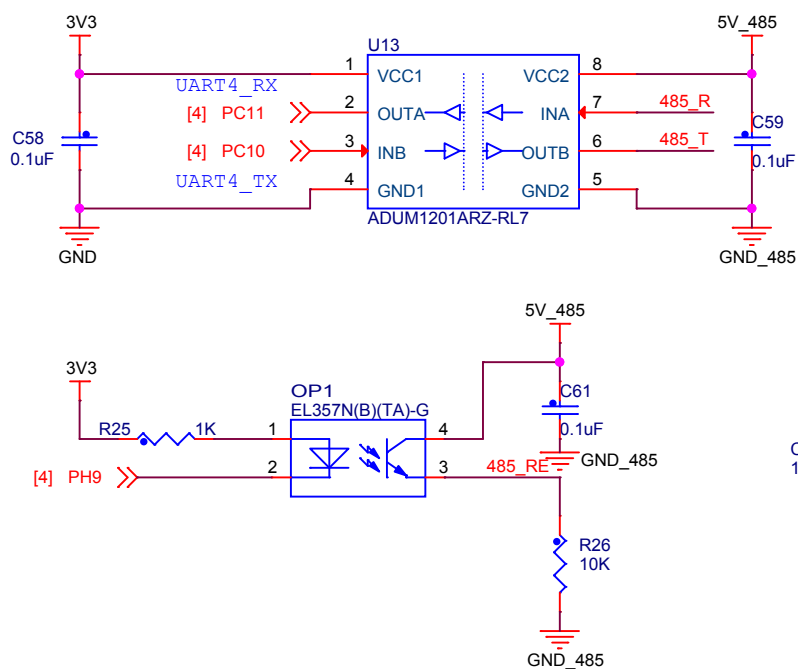 3V3
5V_485
U13
1
VCC1
VCC2
8
UART4_RX
[4] PC11
2
OUTA
INA
7
485_R
C58
0.1uF
[4] PC10
3
INB
OUTB
6
485_T
C59
0.1uF
UART4_TX
4
GND1
GND2
5
ADUM1201ARZ-RL7
GND
GND_485
5V_485
3V3
OP1
EL357N(B)(TA)-G
C61
0.1uF
R25
1K
1
4
GND_485
[4] PH9
2
3
485_RE
C
1
R26
10K
GND_485